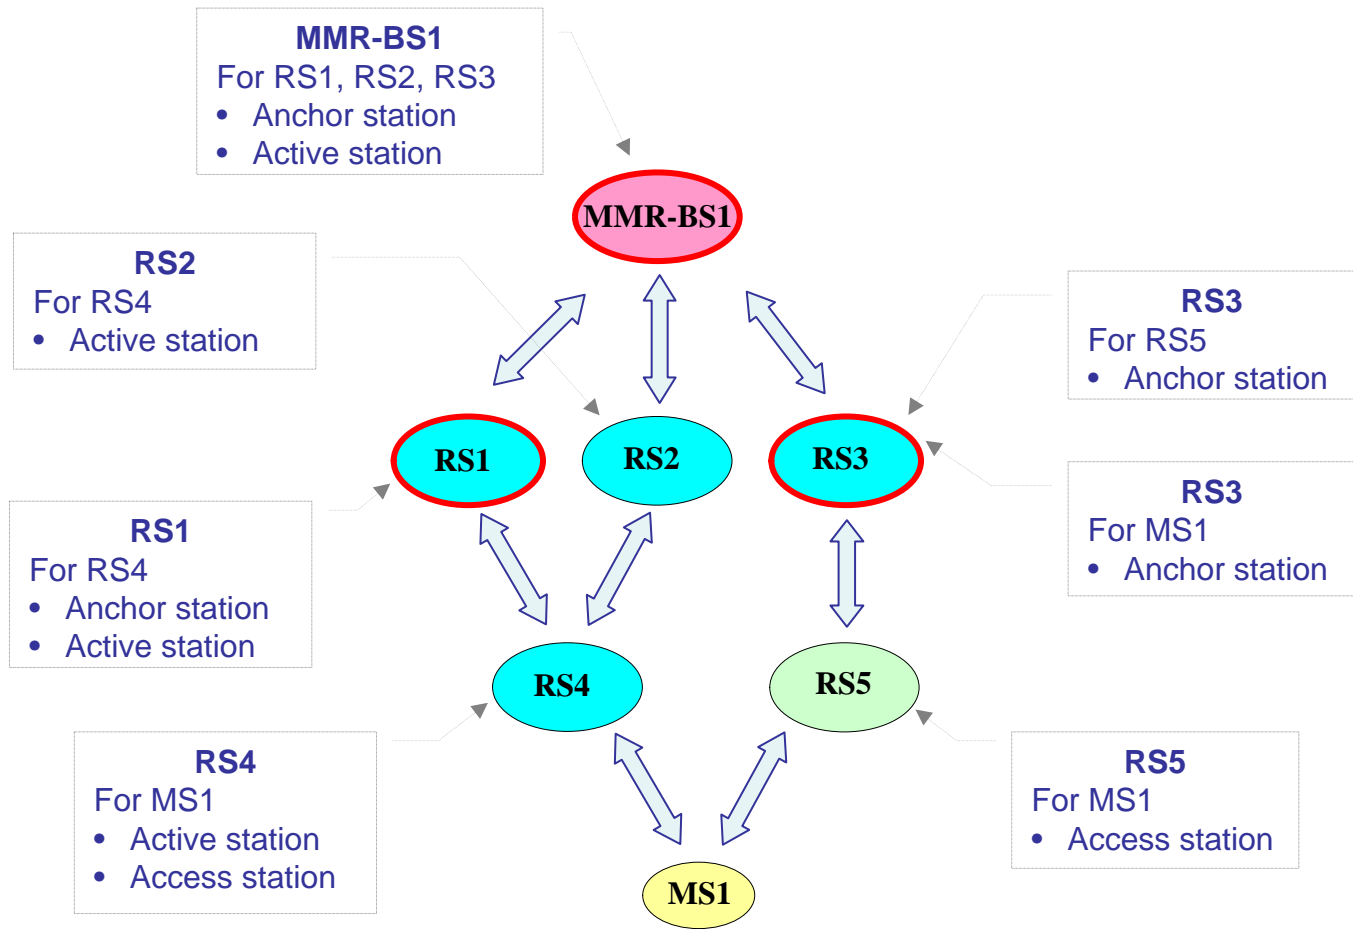 MMR-BS1
For RS1, RS2, RS3
• Anchor station
• Active station
MMR-BS1
RS2
For RS4
• Active station
RS3
For RS5
• Anchor station
RS1
RS2
RS3
RS3
For MS1
• Anchor station
RS1
For RS4
• Anchor station
• Active station
RS4
RS5
RS4
For MS1
• Active station
• Access station
RS5
For MS1
• Access station
MS1